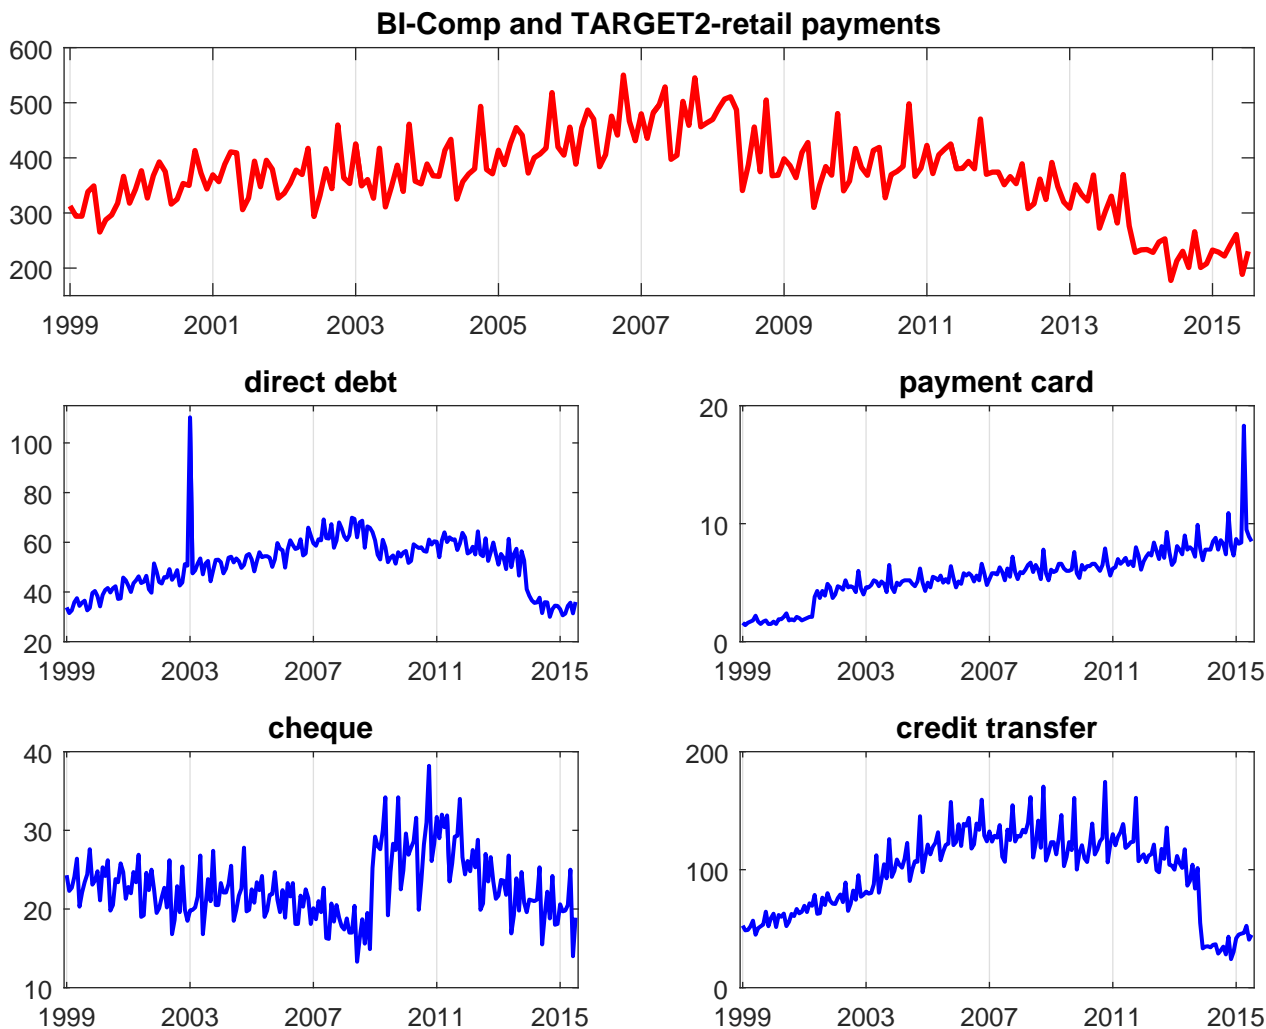 BI-Comp and TARGET2-retail payments
600
500
400
300
200
1999 2001 2003 2005 2007 2009 2011 2013 2015
direct debt
100
80
60
40
20
1999 2003 2007 2011 2015
payment card
20
10
0
1999 2003 2007 2011 2015
cheque
40
30
20
10
1999 2003 2007 2011 2015
credit transfer
200
100
0
1999 2003 2007 2011 2015